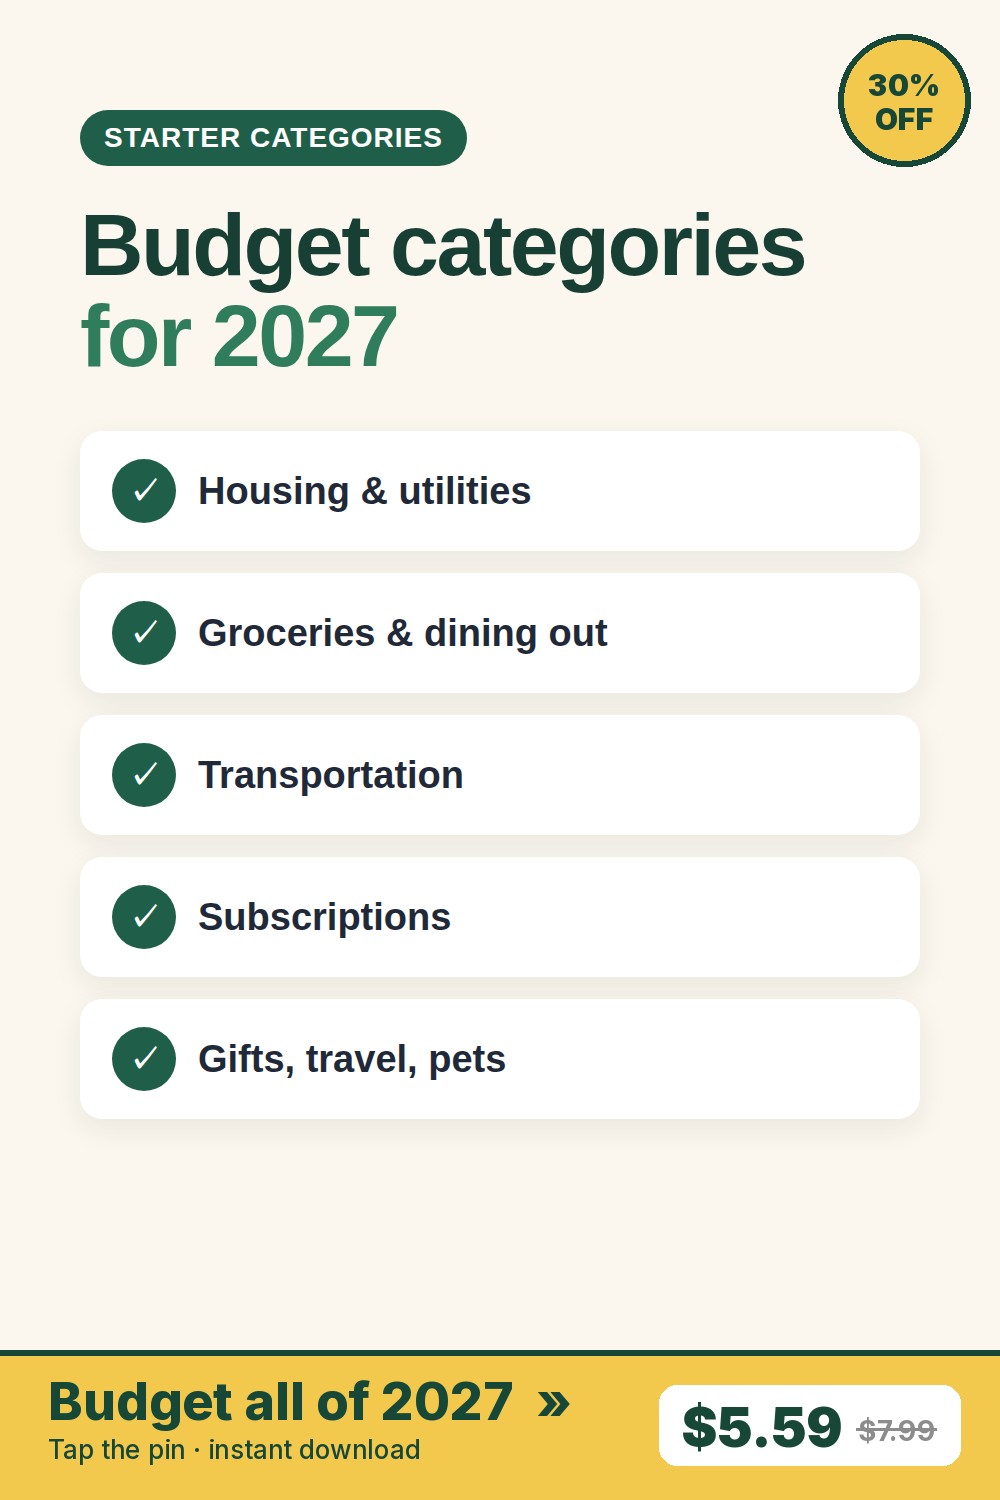 30%
OFF
STARTER CATEGORIES
Budget categories
for 2027
✓ Housing & utilities
✓ Groceries & dining out
✓ Transportation
✓ Subscriptions
✓ Gifts, travel, pets
Budget all of 2027 »
Tap the pin · instant download
$5.59 $7.99